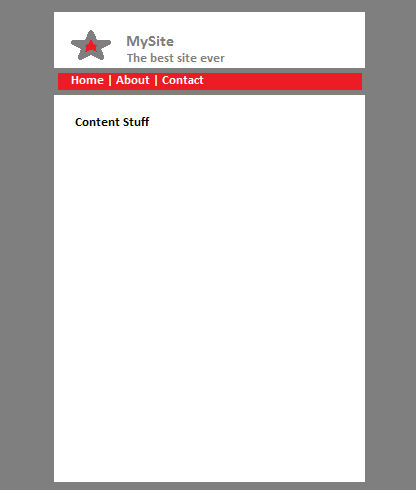 MySite
The best site ever
Home | About | Contact
Content Stuff